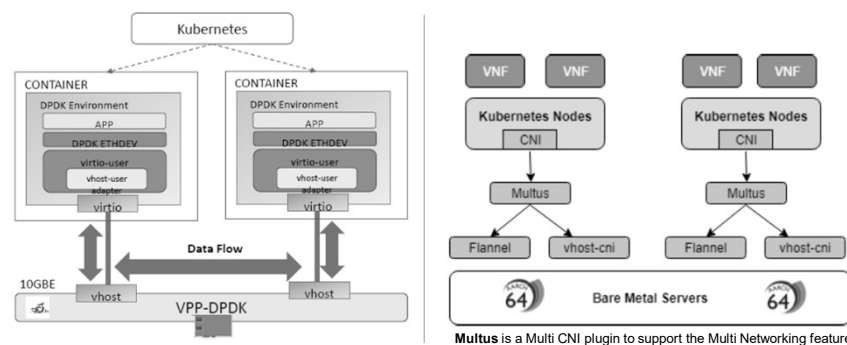 Kubernetes
CONTAINER
DPDK Environment
APP
DPDK ETHDEV
virtio-user
vhost-user
adapter
virtio
CONTAINER
DPDK Environment
APP
DPDK ETHDEV
virtio-user
vhost-user
adapter
virtio
Data Flow
10GBE
vhost
vhost
VPP-DPDK
VNF
VNF
VNF
VNF
Kubernetes Nodes
CNI
Kubernetes Nodes
CNI
Multus
Multus
Flannel
vhost-cni
Flannel
vhost-cni
AARCH
64
Bare Metal Servers
AARCH
64
Multus is a Multi CNI plugin to support the Multi Networking feature